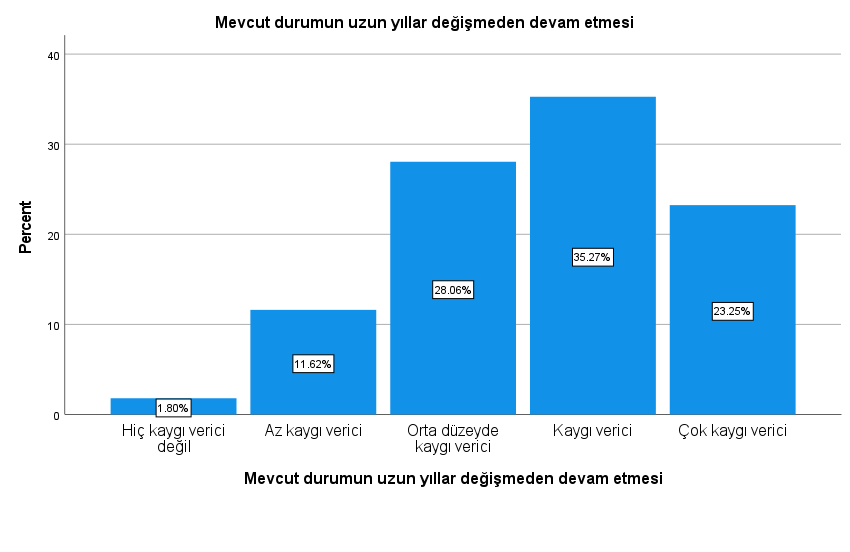 Mevcut durumun uzun yıllar değişmeden devam etmesi
40
30
20
10
0
Percent
1.80%
11.62%
28.06%
35.27%
23.25%
Hiç kaygı verici
değil
Az kaygı verici
Orta düzeyde
kaygı verici
Kaygı verici
Çok kaygı verici
Mevcut durumun uzun yıllar değişmeden devam etmesi